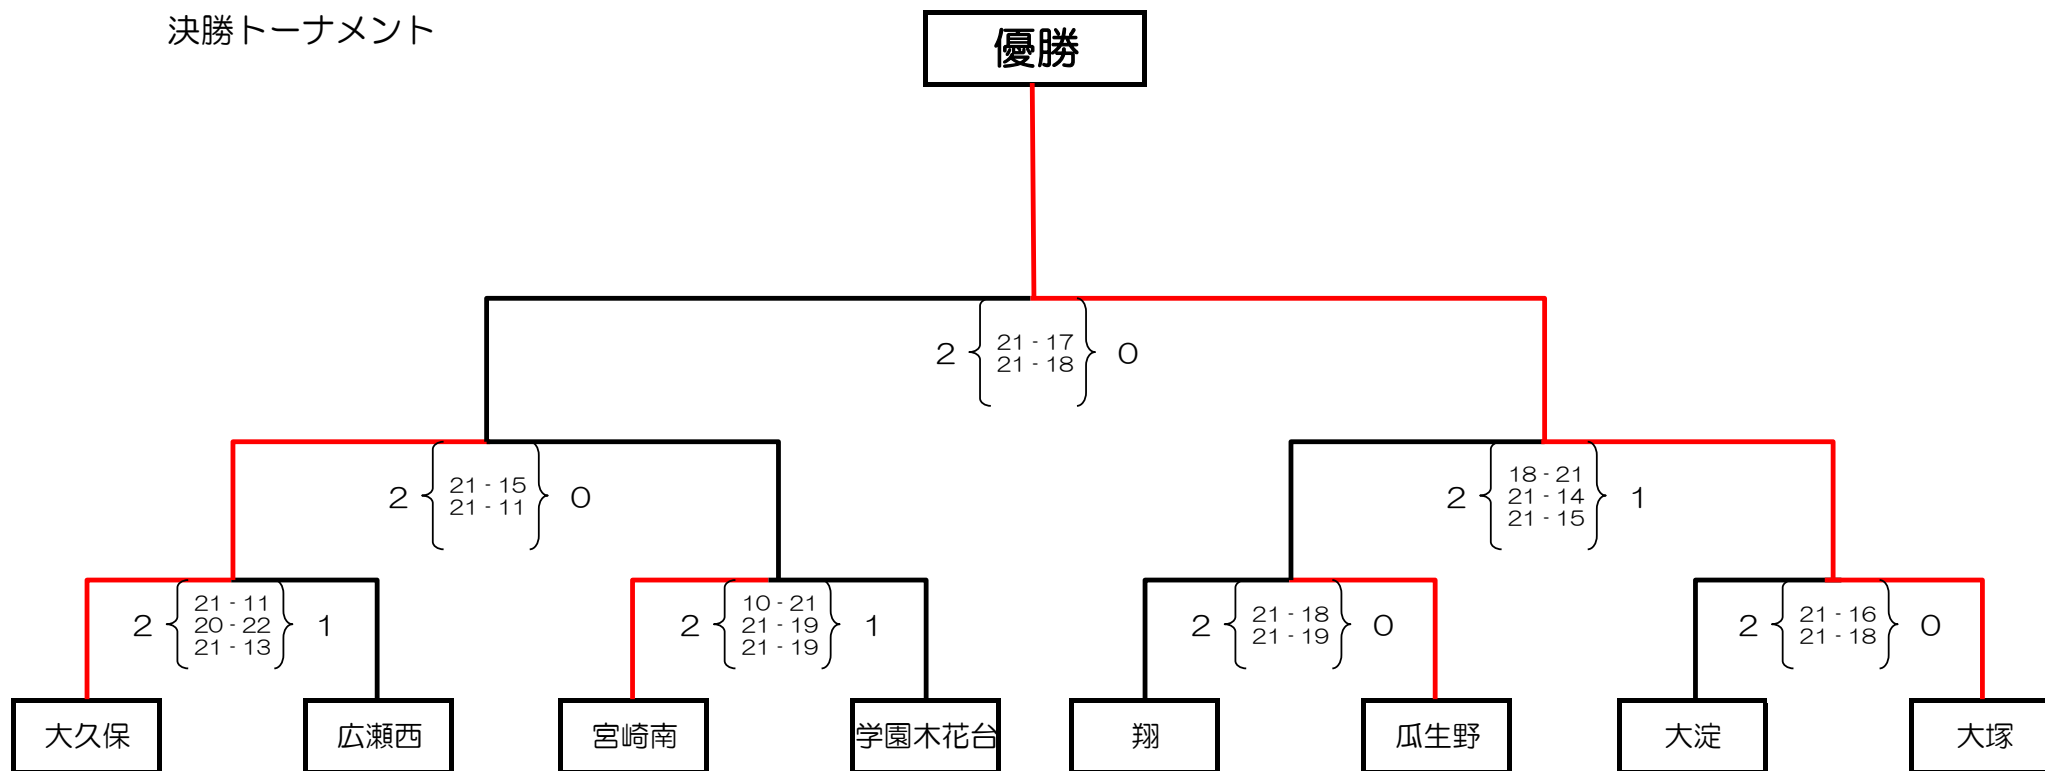 決勝トーナメント
優勝
2 21 - 17 0
21 - 18
2 21 - 15 0
21 - 11
18 - 21
2 21 - 14 1
21 - 15
21 - 11
2 20 - 22 1
21 - 13
10 - 21
2 21 - 19 1
21 - 19
2 21 - 18 0
21 - 19
2 21 - 16 0
21 - 18
大久保
広瀬西
宮崎南
学園木花台
翔
瓜生野
大淀
大塚